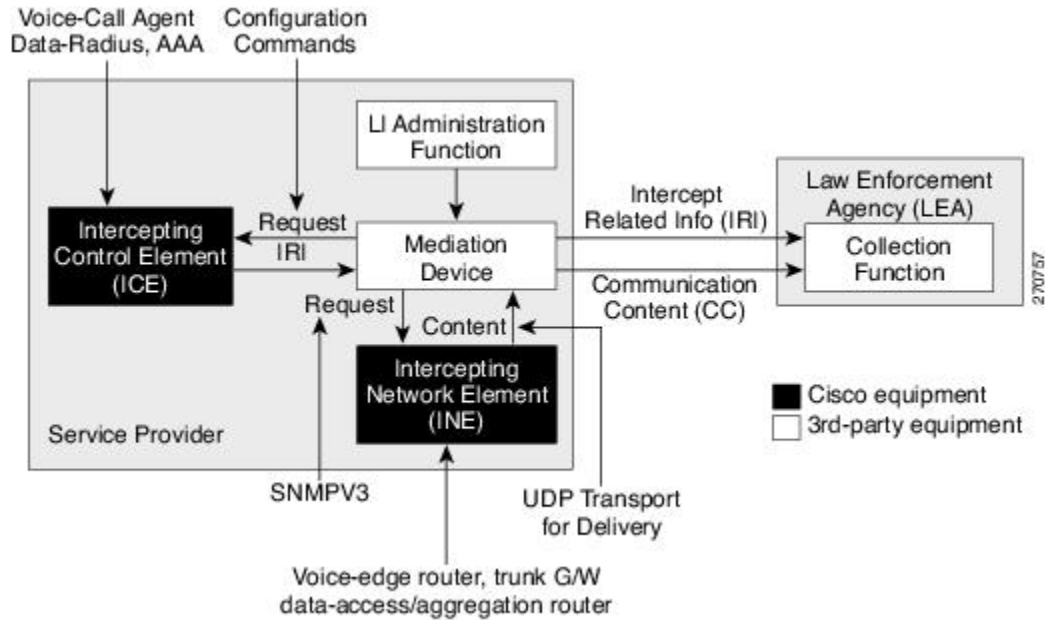 Voice-Call Agent
Data-Radius, AAA
Configuration
Commands
LI Administration
Function
Intercepting
Control Element
(ICE)
Request
IRI
Mediation
Device
Intercept
Related Info (IRI)
Communication
Content (CC)
Law Enforcement
Agency (LEA)
Collection
Function
270757
Request
Content
Intercepting
Network Element
(INE)
Service Provider
Cisco equipment
3rd-party equipment
SNMPV3
UDP Transport
for Delivery
Voice-edge router, trunk G/W
data-access/aggregation router